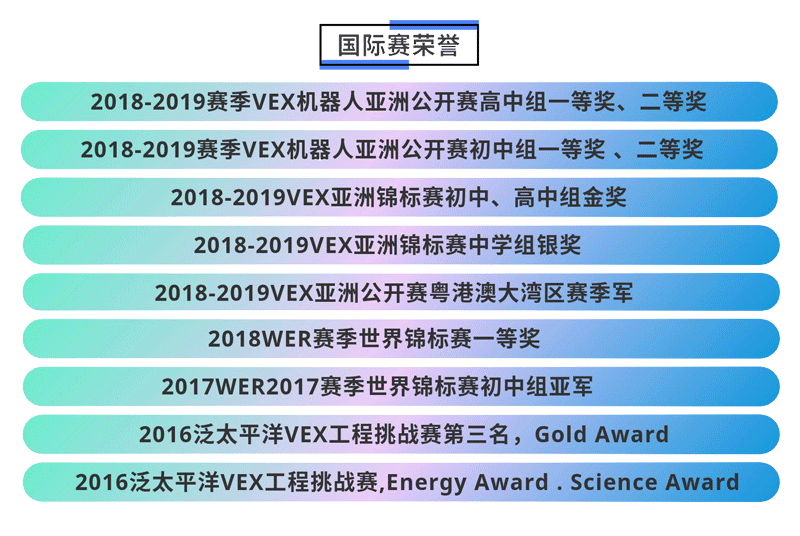 国际赛荣誉
2018-2019赛季VEX机器人亚洲公开赛高中组一等奖、二等奖
2018-2019赛季VEX机器人亚洲公开赛初中组一等奖 、二等奖
2018-2019VEX亚洲锦标赛初中、高中组金奖
2018-2019VEX亚洲锦标赛中学组银奖
2018-2019VEX亚洲公开赛粤港澳大湾区赛季军
2018WER赛季世界锦标赛一等奖
2017WER2017赛季世界锦标赛初中组亚军
2016泛太平洋VEX工程挑战赛第三名，Gold Award
2016泛太平洋VEX工程挑战赛,Energy Award . Science Award